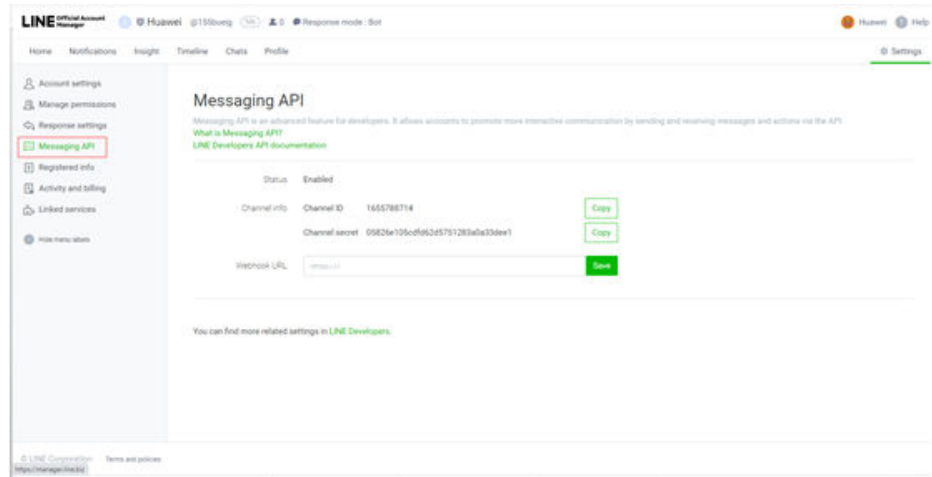 LINE Official Account Manager
Huawei @155bueig Response mode : Bot
Huawei Help
Home Notifications Insight Timeline Chats Profile
Settings
Account settings
Manage permissions
Response settings
Messaging API
Registered info
Activity and billing
Linked services
Hide menu labels
Messaging API
Messaging API is an advanced feature for developers. It allows accounts to promote more interactive communication by sending and receiving messages and actions via the API.
What is Messaging API?
LINE Developers API documentation
Status Enabled
Channel info Channel ID 1655788714 Copy
Channel secret 05826e105cdfd62d5751283a0a33dee1 Copy
Webhook URL https:// Save
You can find more related settings in LINE Developers.
© LINE Corporation Terms and policies
https://manager.line.biz